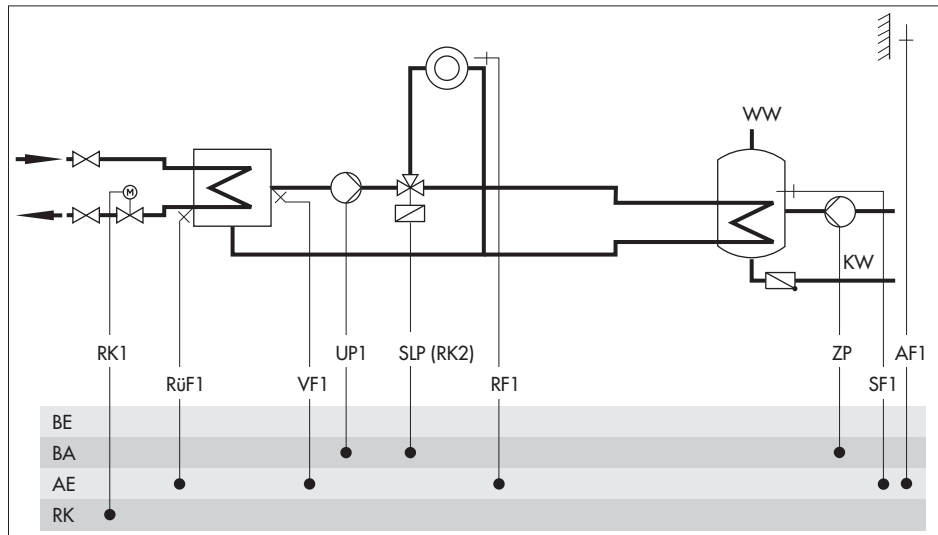 WW
M
KW
RK1
UP1
SLP (RK2)
ZP
AF1
RüF1
VF1
RF1
SF1
BE
BA
AE
RK